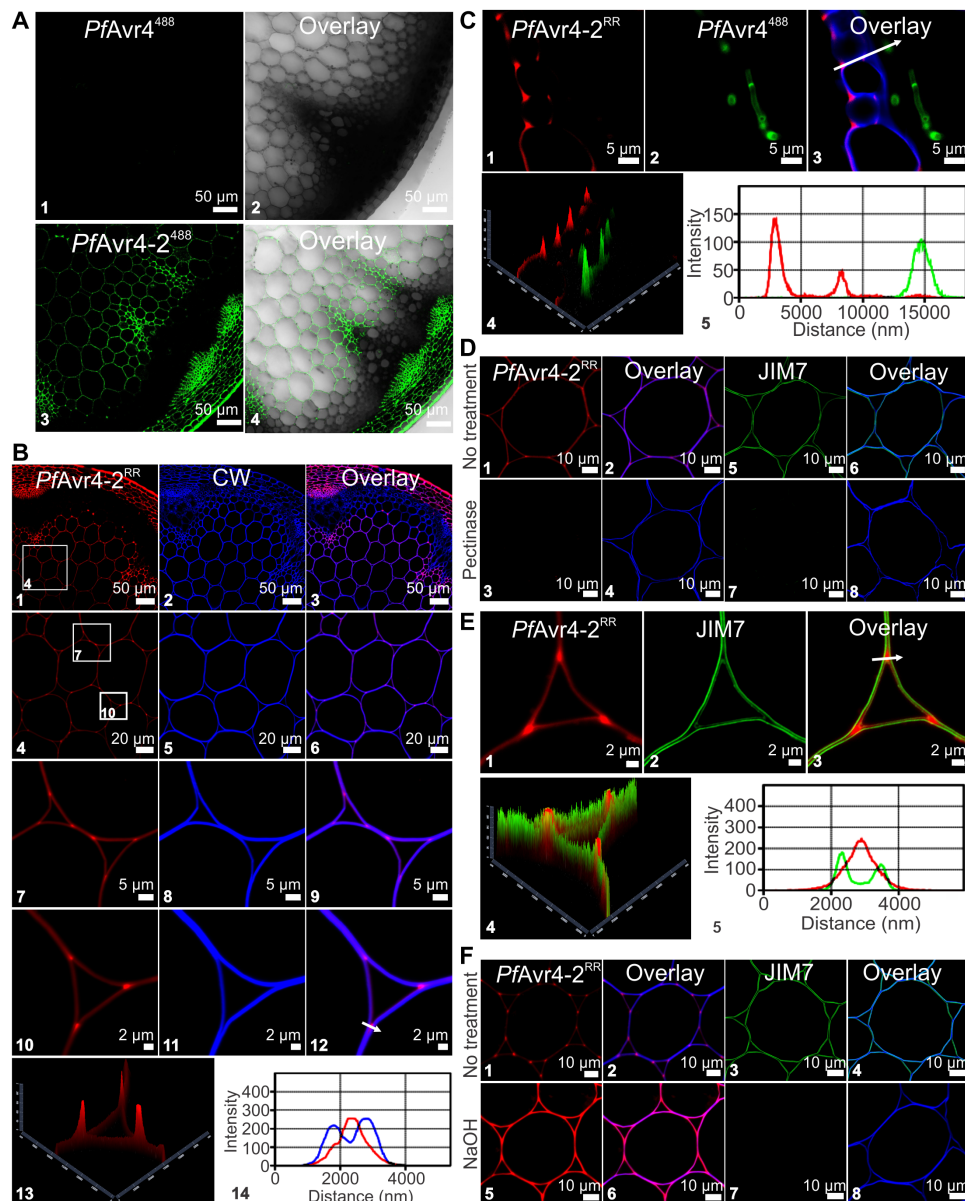 A
PfAvr4488
Overlay
50 µm
1
50 µm
2
PfAvr4-2488
Overlay
50 µm
3
50 µm
4
B
PfAvr4-2RR
CW
Overlay
4
50 µm
1
50 µm
2
50 µm
3
7
10
20 µm
4
20 µm
5
20 µm
6
5 µm
7
5 µm
8
5 µm
9
2 µm
10
2 µm
11
2 µm
12
13
Intensity
400
300
200
100
0
0 2000 4000
Distance (nm)
14
C
PfAvr4-2RR
PfAvr4488
Overlay
5 µm
1
5 µm
2
5 µm
3
4
Intensity
150
100
50
0
0 5000 10000 15000
Distance (nm)
5
D
No treatment
PfAvr4-2RR
Overlay
JIM7
Overlay
10 µm
1
10 µm
2
10 µm
5
10 µm
6
Pectinase
10 µm
3
10 µm
4
10 µm
7
10 µm
8
E
PfAvr4-2RR
JIM7
Overlay
2 µm
1
2 µm
2
2 µm
3
4
Intensity
400
300
200
100
0
0 2000 4000
Distance (nm)
5
F
No treatment
PfAvr4-2RR
Overlay
JIM7
Overlay
10 µm
1
10 µm
2
10 µm
3
10 µm
4
NaOH
10 µm
5
10 µm
6
10 µm
7
10 µm
8